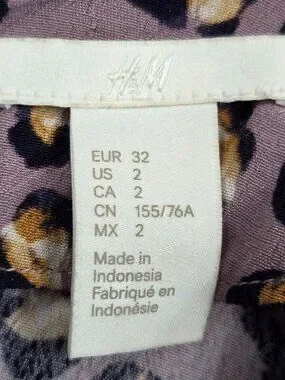 H&M
EUR 32
US 2
CA 2
CN 155/76A
MX 2
Made in
Indonesia
Fabriqué en
Indonésie